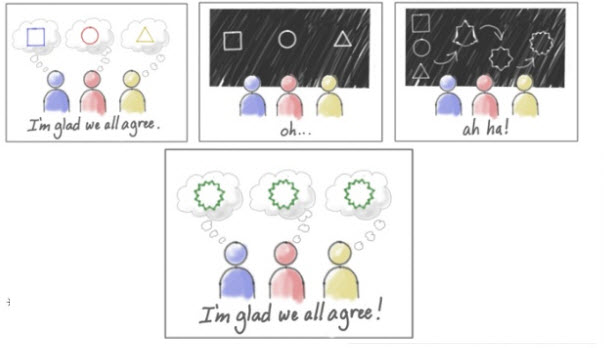 I'm glad we all agree.
oh...
ah ha!
I'm glad we all agree!